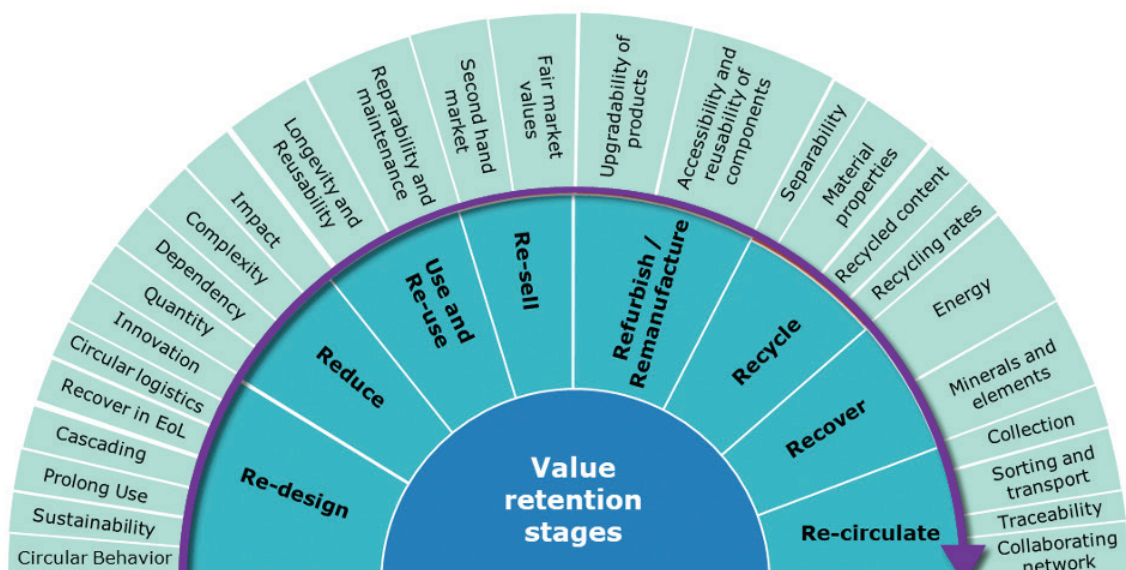 Circular Behavior
Sustainability
Prolong Use
Cascading
Recover in EoL
Circular logistics
Innovation
Quantity
Dependency
Complexity
Impact
Longevity and
Reusability
Reparability and
maintenance
Second hand
market
Fair market
values
Upgradability of
products
Accessibility and
reusability of
components
Separability
Material
properties
Recycled content
Recycling rates
Energy
Minerals and
elements
Collection
Sorting and
transport
Traceability
Collaborating
network
Re-design
Reduce
Use and
Re-use
Re-sell
Refurbish /
Remanufacture
Recycle
Recover
Re-circulate
Value
retention
stages